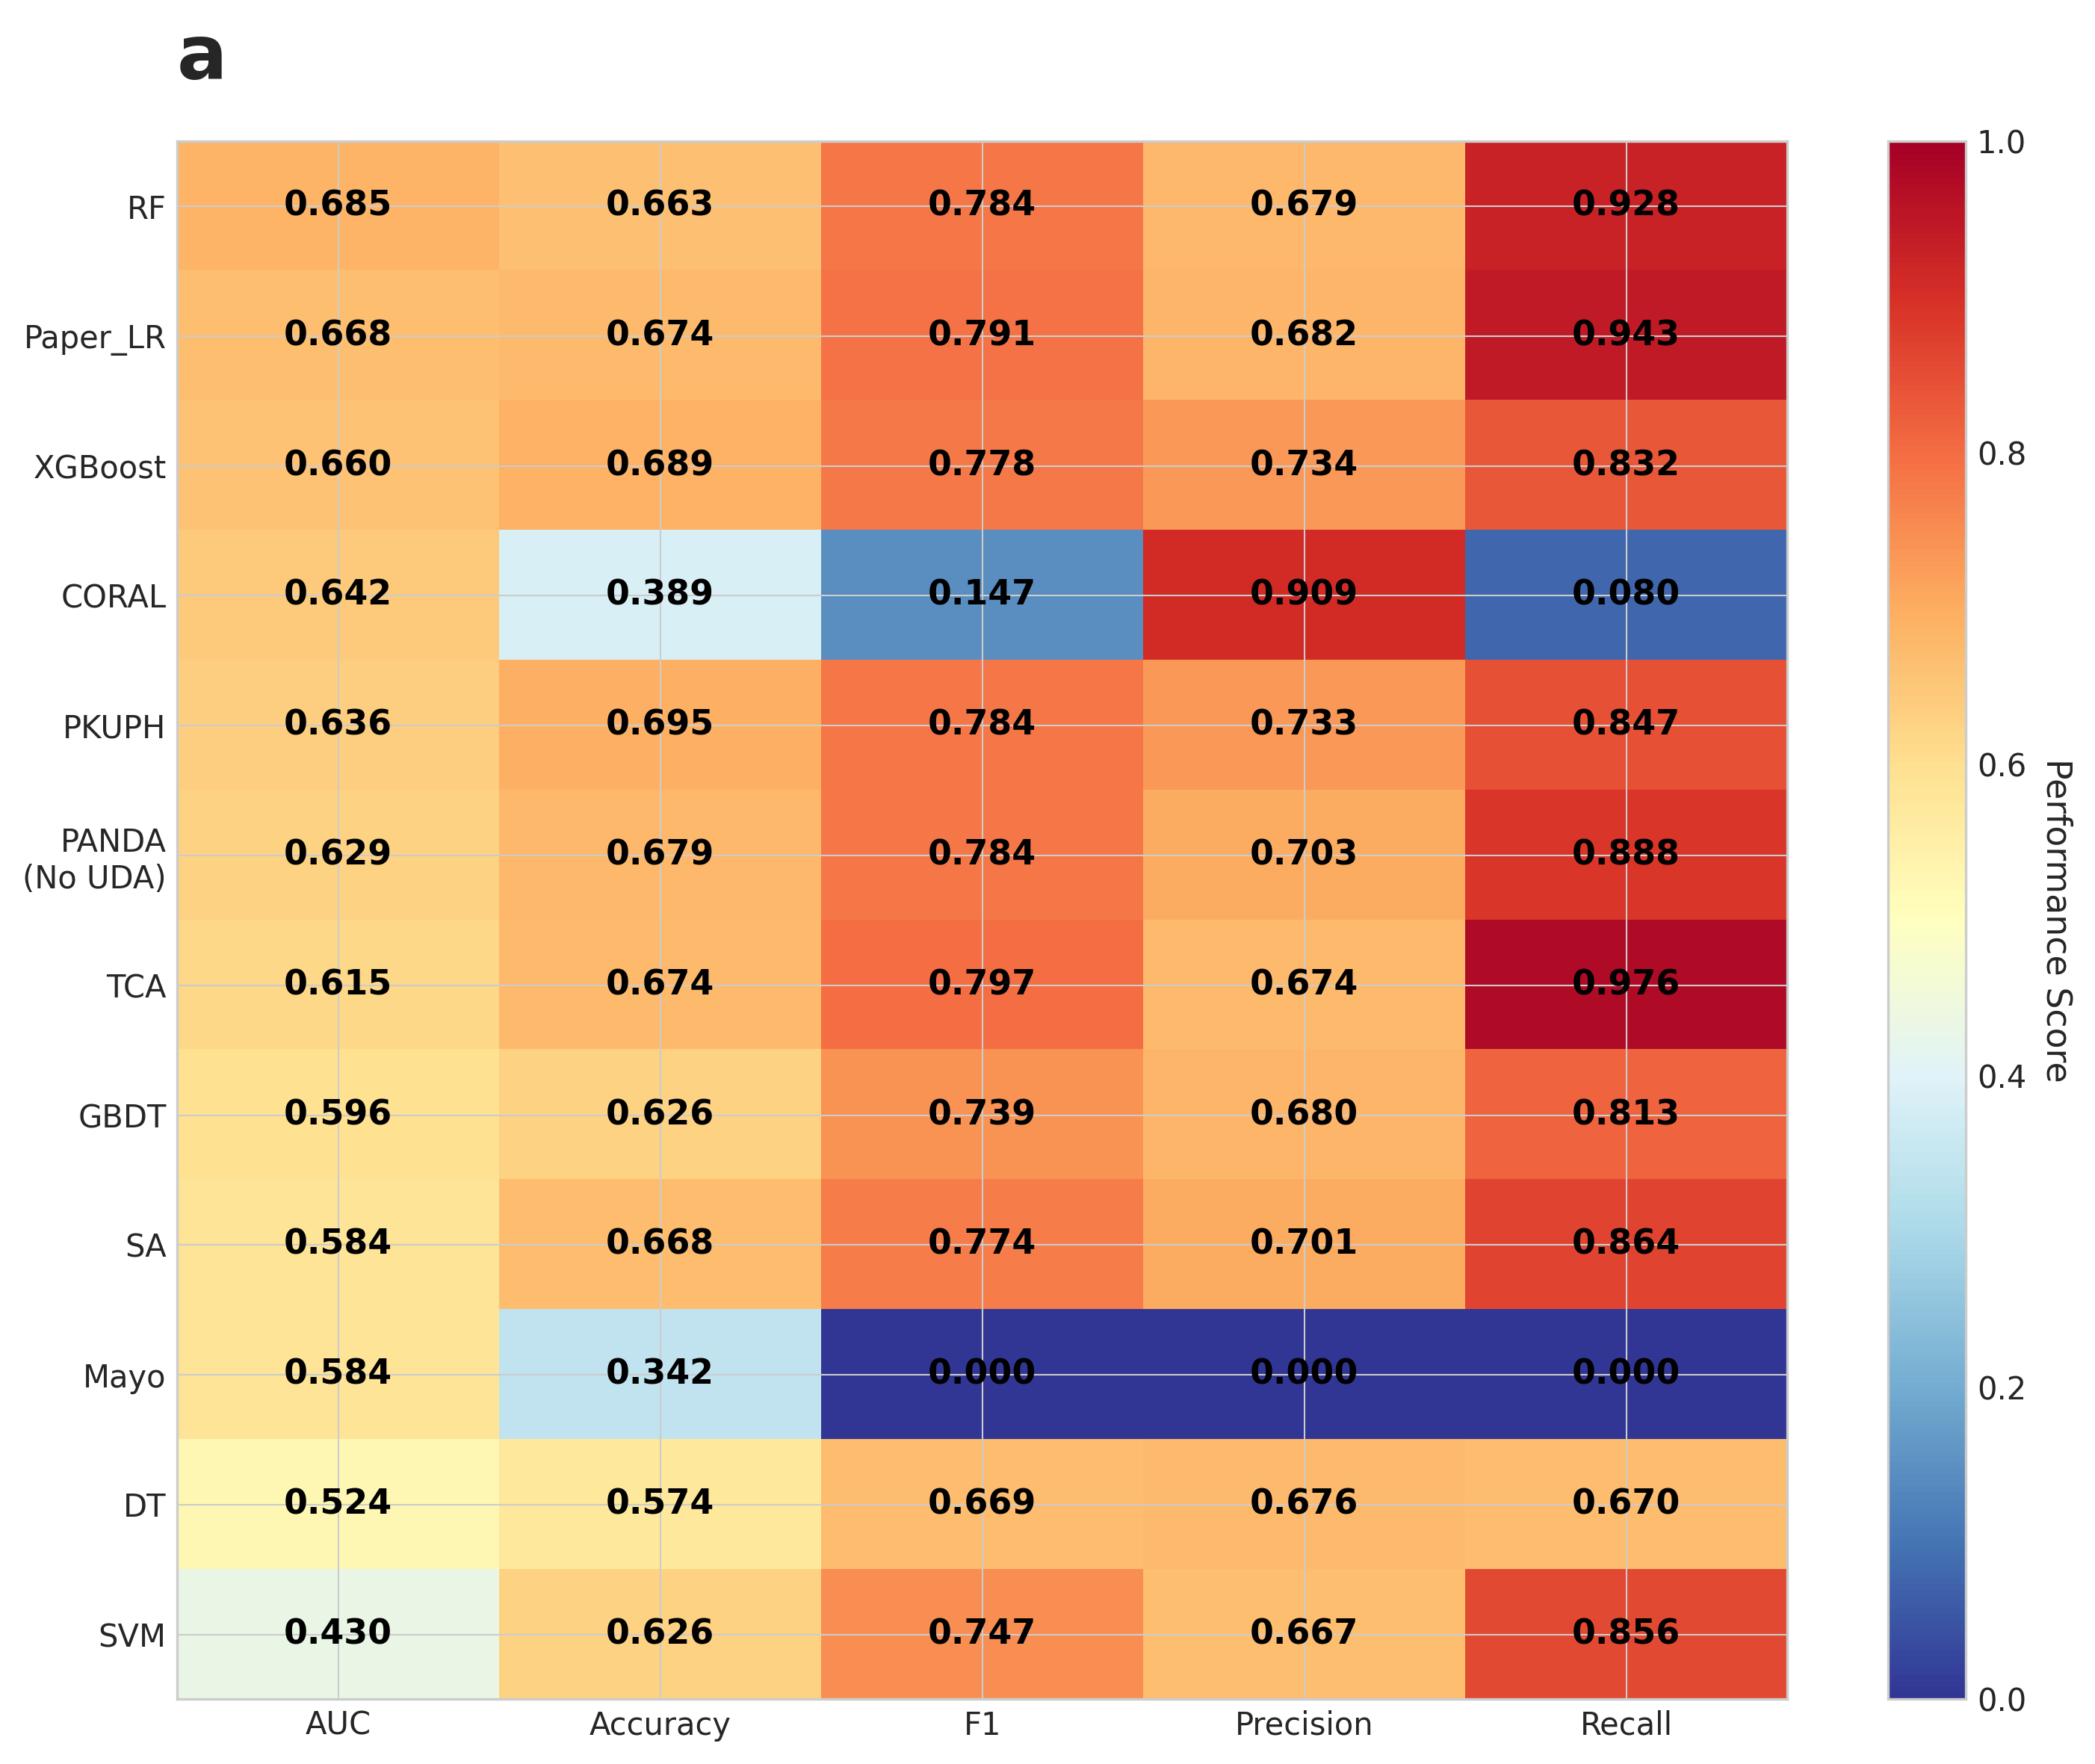 a
RF 0.685 0.663 0.784 0.679 0.928
Paper_LR 0.668 0.674 0.791 0.682 0.943
XGBoost 0.660 0.689 0.778 0.734 0.832
CORAL 0.642 0.389 0.147 0.909 0.080
PKUPH 0.636 0.695 0.784 0.733 0.847
PANDA
(No UDA) 0.629 0.679 0.784 0.703 0.888
TCA 0.615 0.674 0.797 0.674 0.976
GBDT 0.596 0.626 0.739 0.680 0.813
SA 0.584 0.668 0.774 0.701 0.864
Mayo 0.584 0.342 0.000 0.000 0.000
DT 0.524 0.574 0.669 0.676 0.670
SVM 0.430 0.626 0.747 0.667 0.856
AUC Accuracy F1 Precision Recall
1.0
0.8
0.6
0.4
0.2
0.0
Performance Score